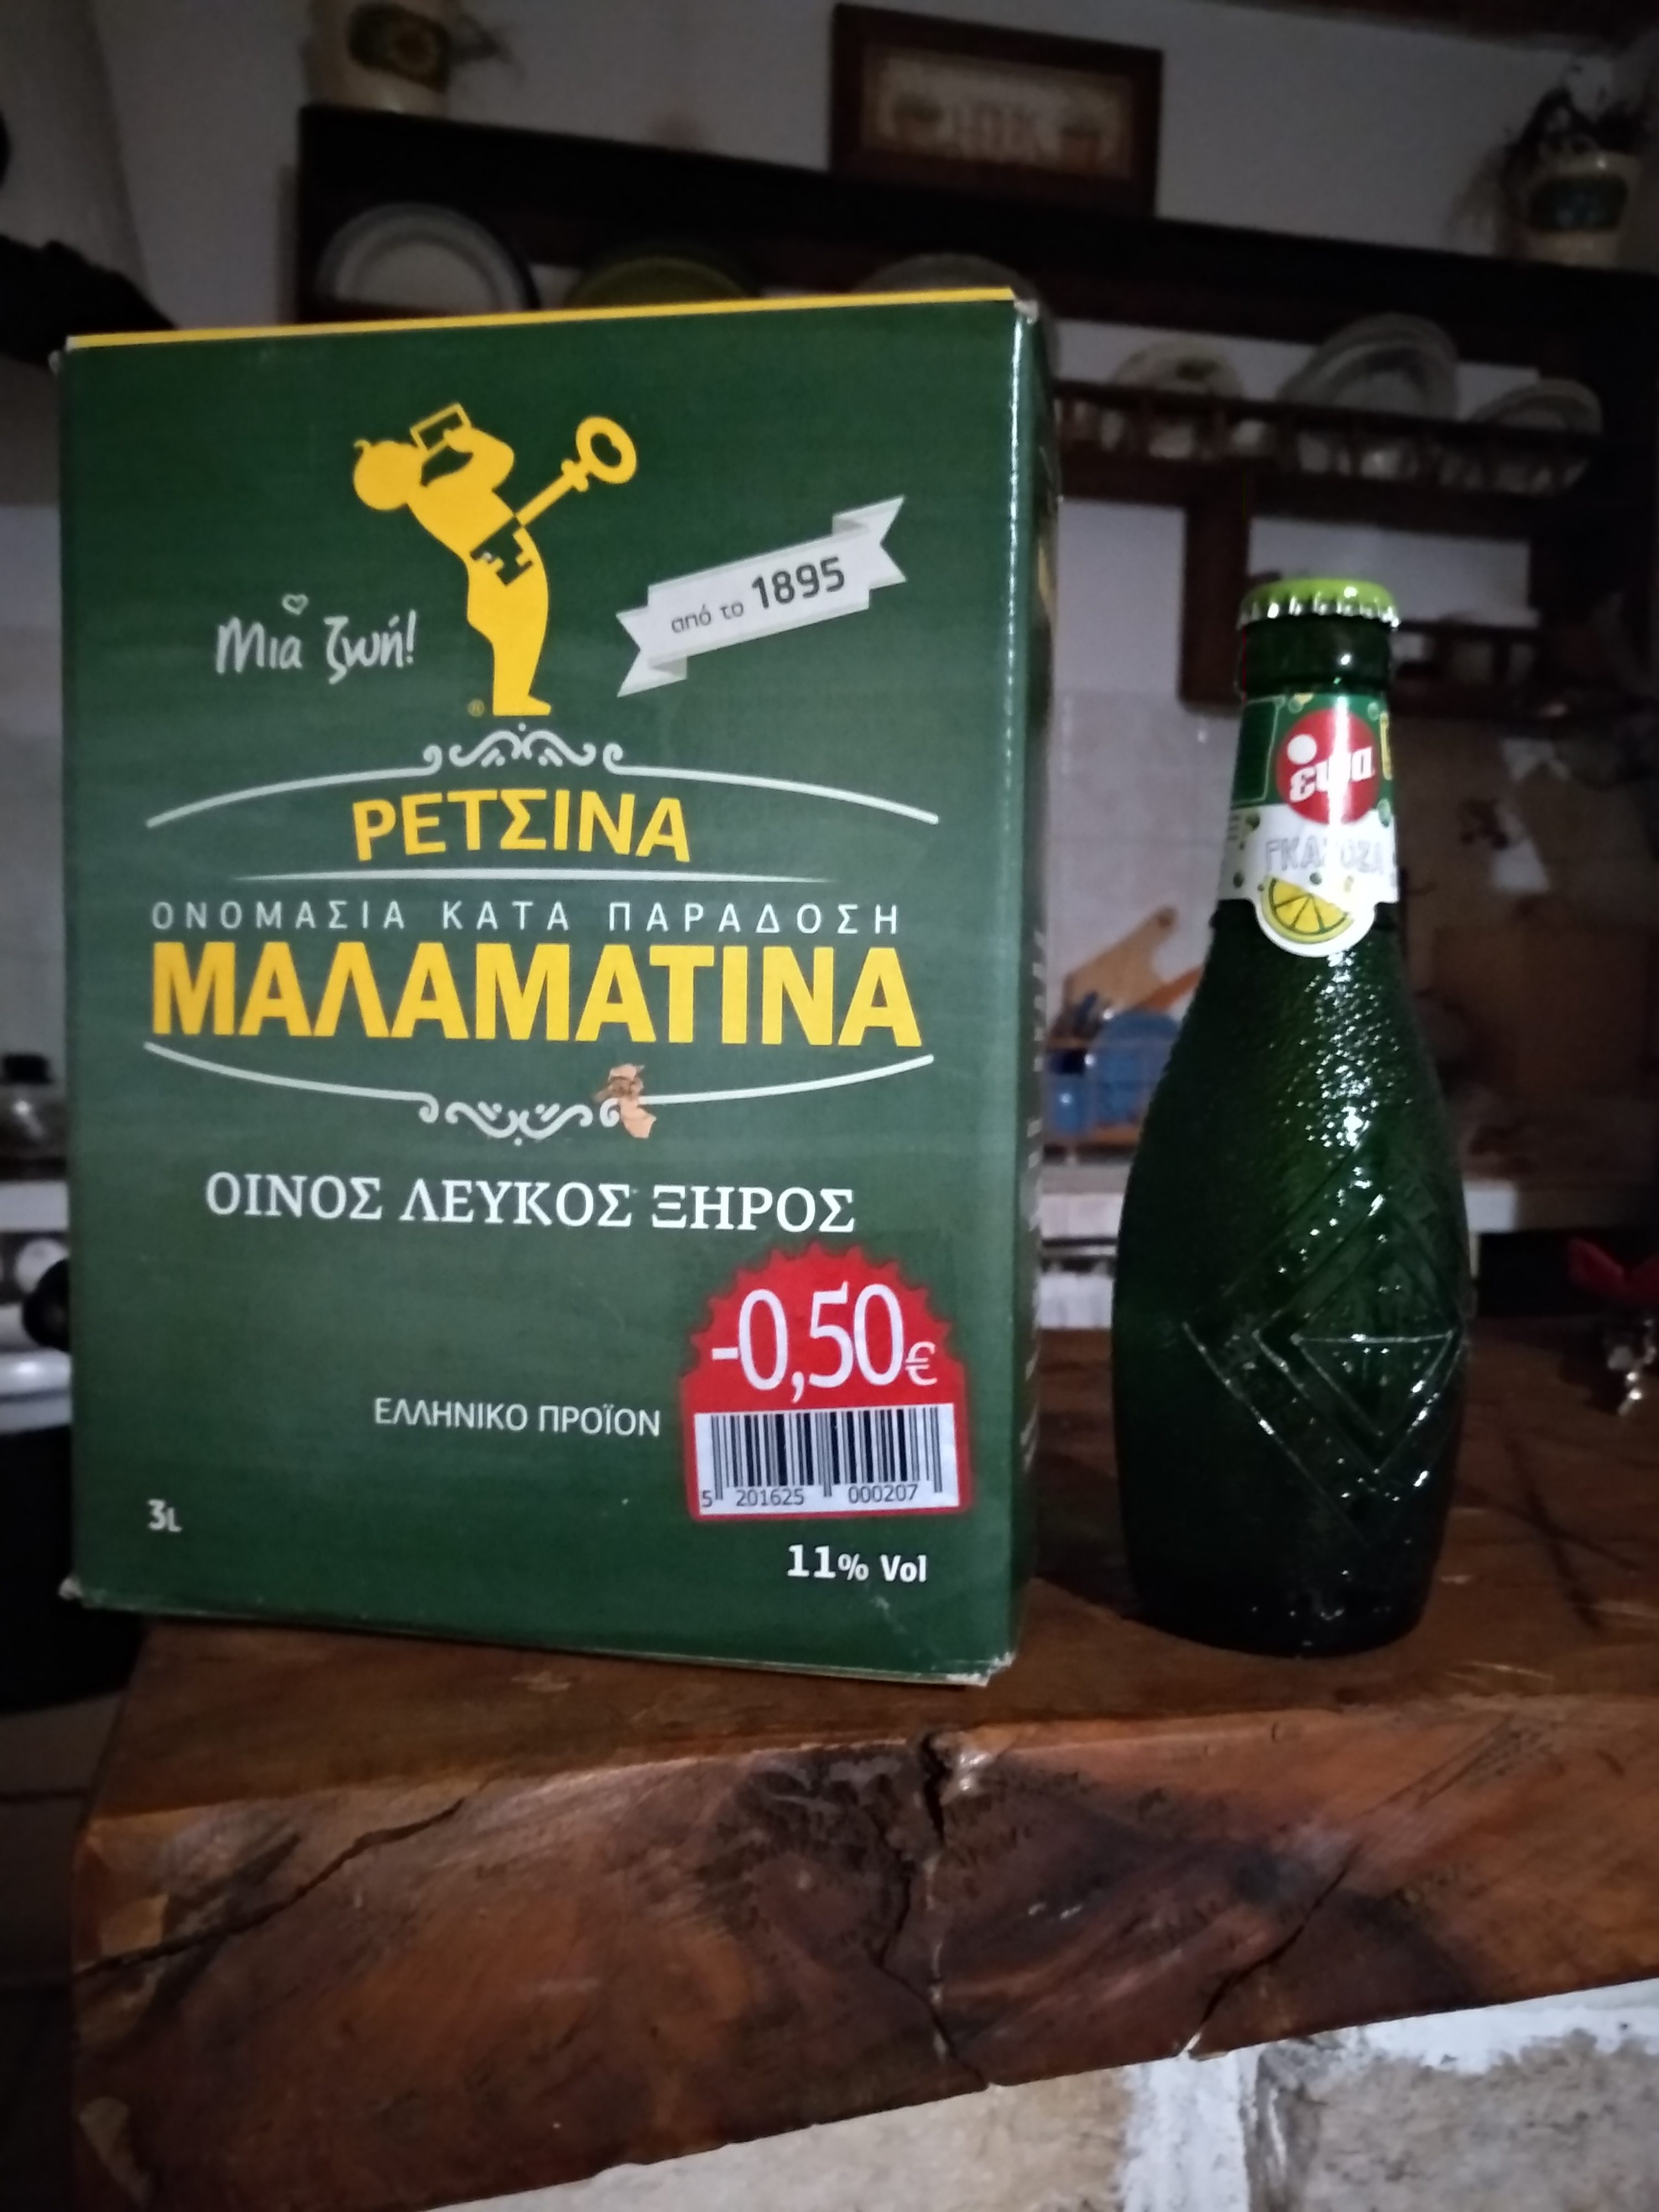 Μια ζωή!
από το 1895
®
ΡΕΤΣΙΝΑ
ΟΝΟΜΑΣΙΑ ΚΑΤΑ ΠΑΡΑΔΟΣΗ
ΜΑΛΑΜΑΤΙΝΑ
ΟΙΝΟΣ ΛΕΥΚΟΣ ΞΗΡΟΣ
-0,50€
ΕΛΛΗΝΙΚΟ ΠΡΟΪΟΝ
5 201625 000207
3L
11% Vol
έψα
ΓΚΑΖΟΖΑ